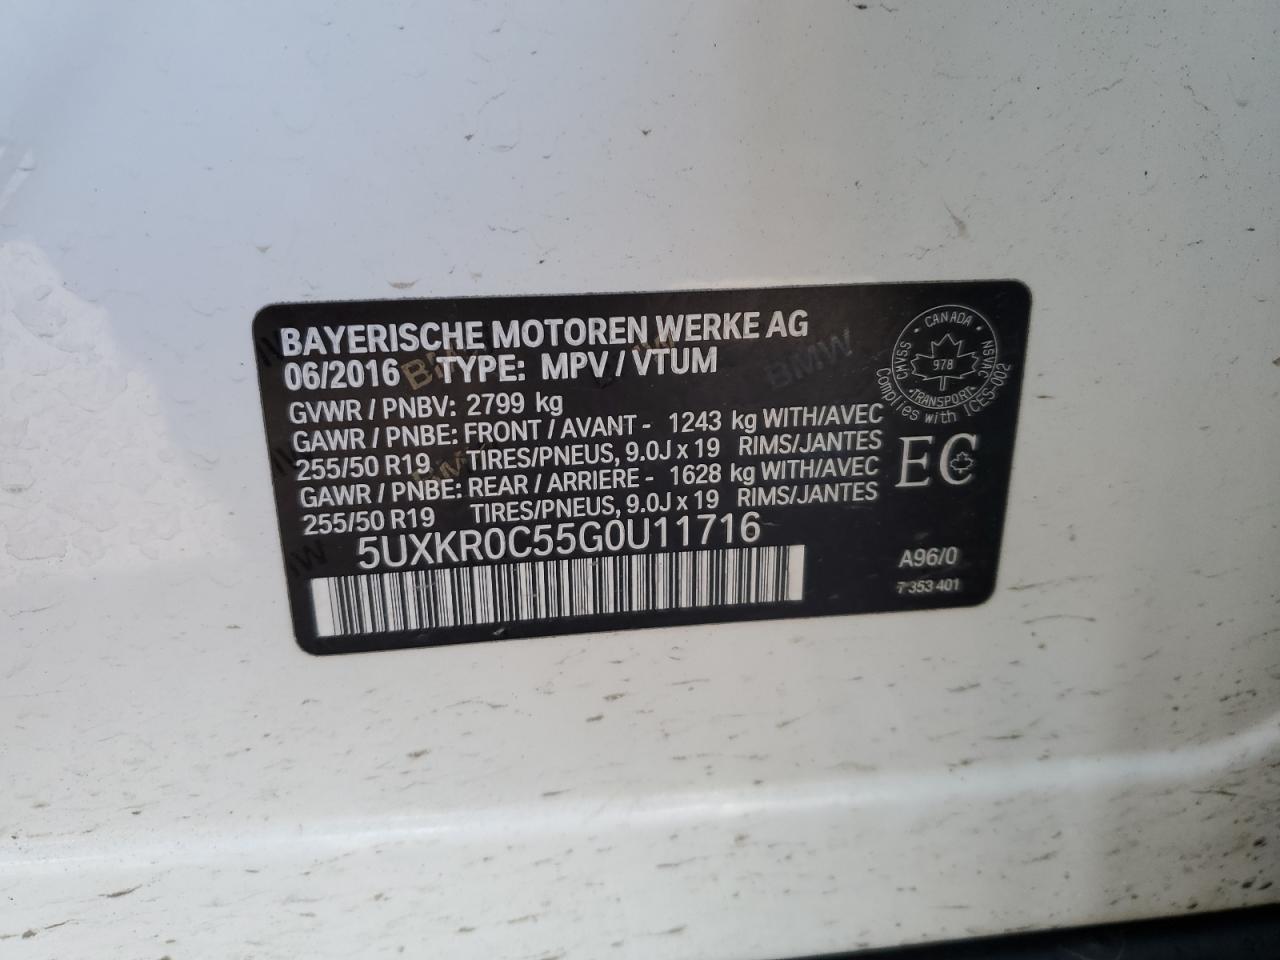 BAYERISCHE MOTOREN WERKE AG
06/2016 TYPE: MPV / VTUM
GVWR / PNBV: 2799 kg
GAWR / PNBE: FRONT / AVANT - 1243 kg WITH/AVEC
255/50 R19 TIRES/PNEUS, 9.0J x 19 RIMS/JANTES
GAWR / PNBE: REAR / ARRIERE - 1628 kg WITH/AVEC
255/50 R19 TIRES/PNEUS, 9.0J x 19 RIMS/JANTES
5UXKR0C55G0U11716
CANADA
CMVSS
NSVAC
978
TRANSPORT
Complies with ICES-002
EC
A96/0
7 353 401
BMW
BMW